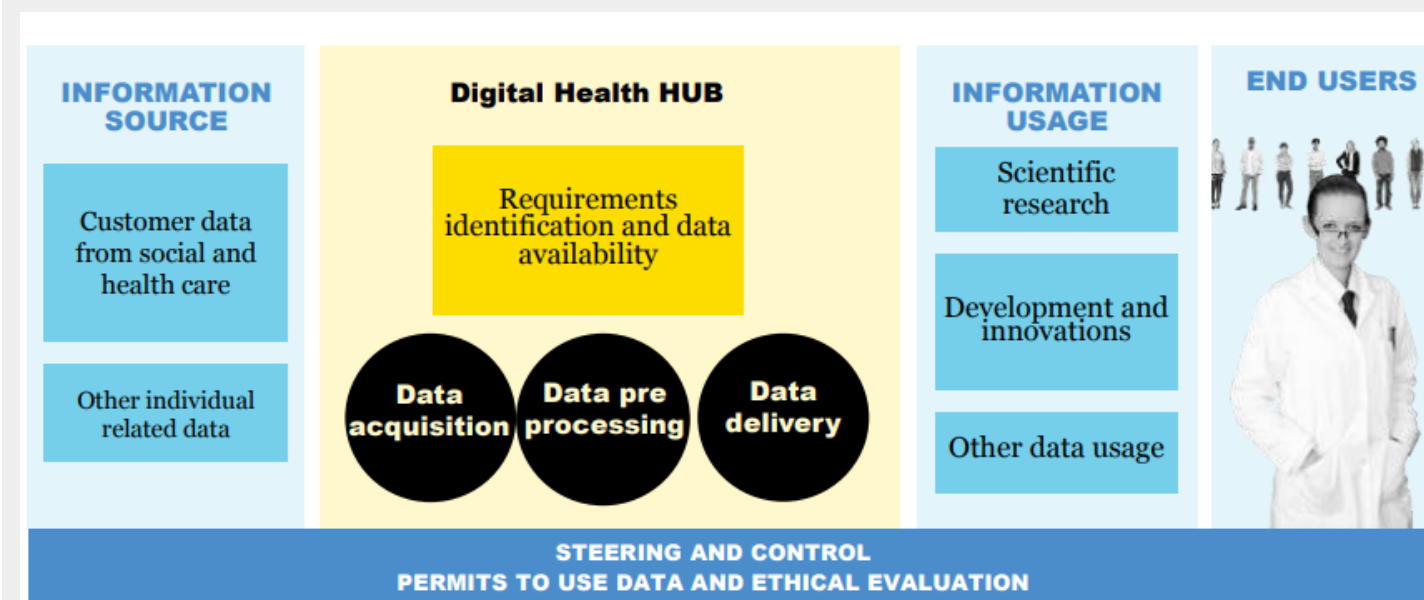 INFORMATION
SOURCE
Customer data
from social and
health care
Other individual
related data
Digital Health HUB
Requirements
identification and data
availability
Data
acquisition
Data pre
processing
Data
delivery
INFORMATION
USAGE
Scientific
research
Development and
innovations
Other data usage
END USERS
STEERING AND CONTROL
PERMITS TO USE DATA AND ETHICAL EVALUATION